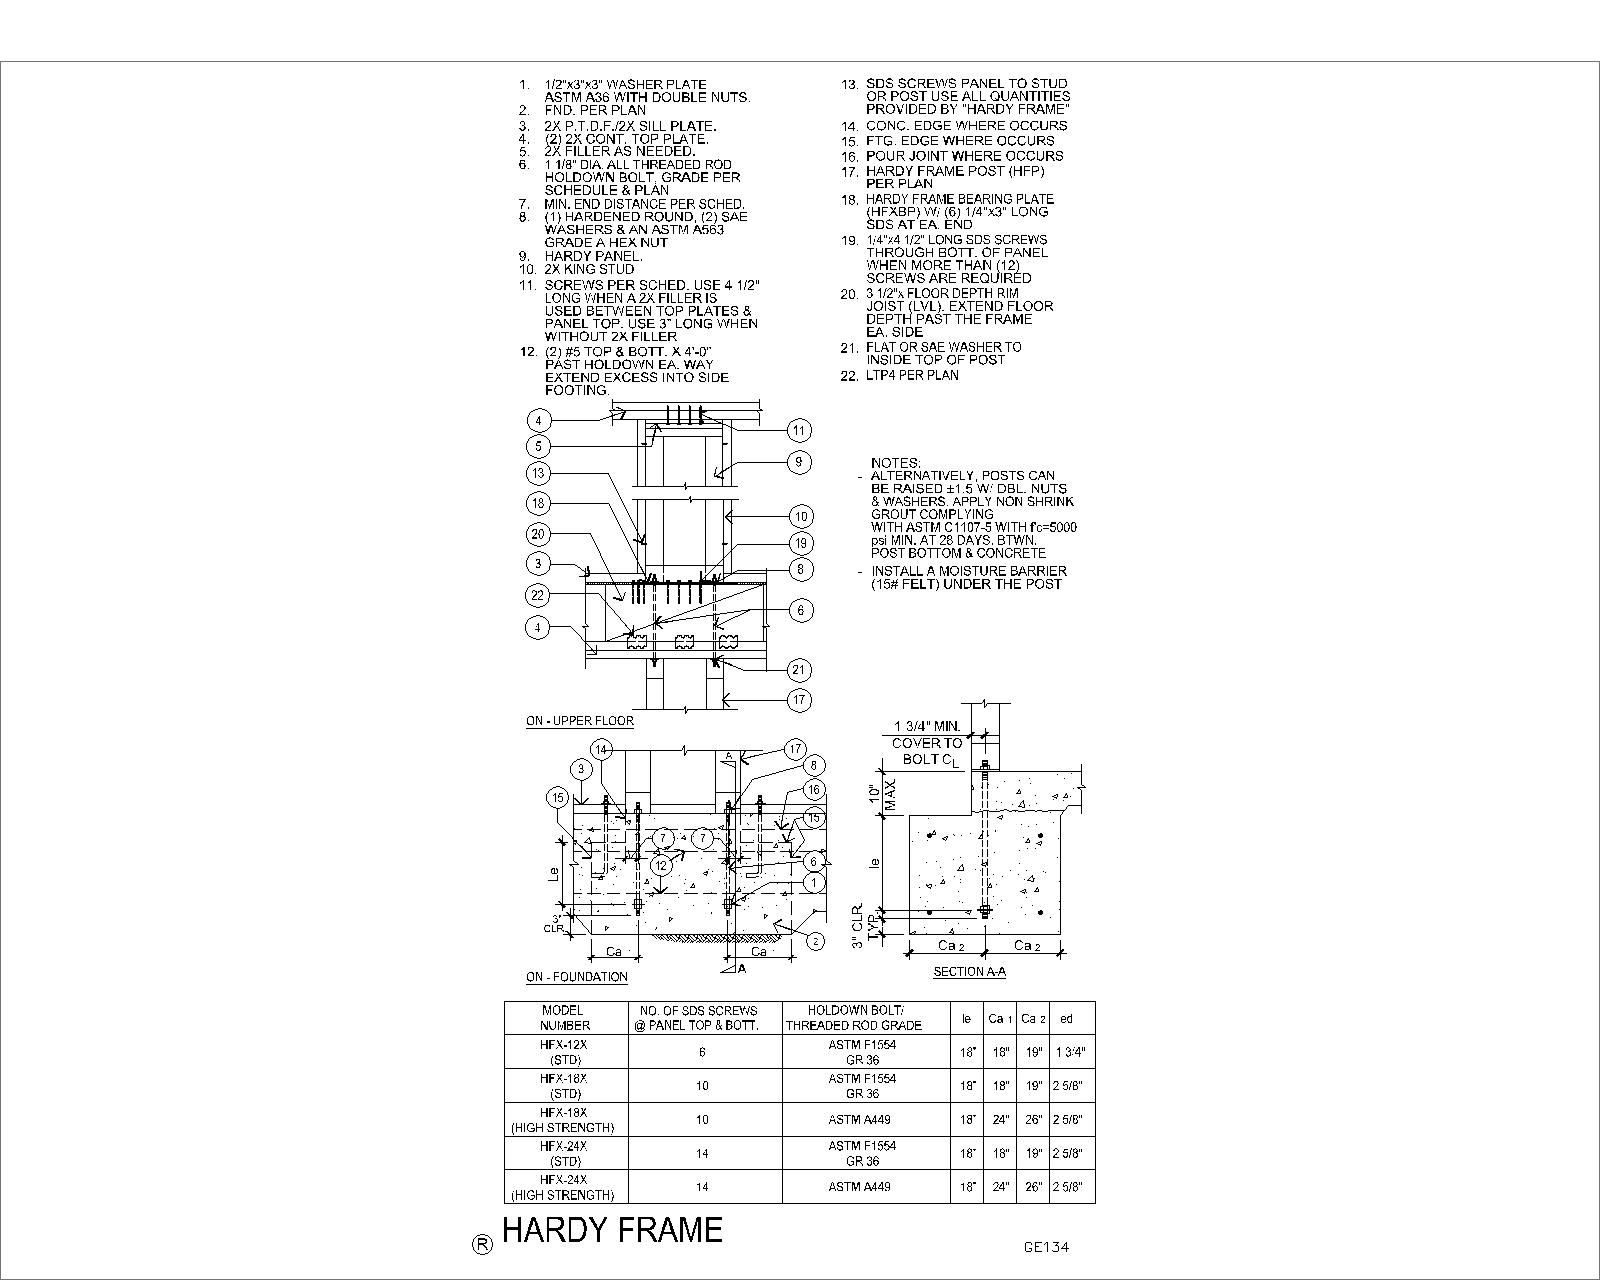 1. 1/2"x3"x3" WASHER PLATE
ASTM A36 WITH DOUBLE NUTS.
2. FND. PER PLAN
3. 2X P.T.D.F./2X SILL PLATE.
4. (2) 2X CONT. TOP PLATE.
5. 2X FILLER AS NEEDED.
6. 1 1/8" DIA. ALL THREADED ROD
HOLDOWN BOLT, GRADE PER
SCHEDULE & PLAN
7. MIN. END DISTANCE PER SCHED.
8. (1) HARDENED ROUND, (2) SAE
WASHERS & AN ASTM A563
GRADE A HEX NUT
9. HARDY PANEL.
10. 2X KING STUD
11. SCREWS PER SCHED. USE 4 1/2"
LONG WHEN A 2X FILLER IS
USED BETWEEN TOP PLATES &
PANEL TOP. USE 3" LONG WHEN
WITHOUT 2X FILLER
12. (2) #5 TOP & BOTT. X 4'-0"
PAST HOLDOWN EA. WAY
EXTEND EXCESS INTO SIDE
FOOTING.
13. SDS SCREWS PANEL TO STUD
OR POST USE ALL QUANTITIES
PROVIDED BY "HARDY FRAME"
14. CONC. EDGE WHERE OCCURS
15. FTG. EDGE WHERE OCCURS
16. POUR JOINT WHERE OCCURS
17. HARDY FRAME POST (HFP)
PER PLAN
18. HARDY FRAME BEARING PLATE
(HFXBP) W/ (6) 1/4"x3" LONG
SDS AT EA. END
19. 1/4"x4 1/2" LONG SDS SCREWS
THROUGH BOTT. OF PANEL
WHEN MORE THAN (12)
SCREWS ARE REQUIRED
20. 3 1/2"x FLOOR DEPTH RIM
JOIST (LVL). EXTEND FLOOR
DEPTH PAST THE FRAME
EA. SIDE
21. FLAT OR SAE WASHER TO
INSIDE TOP OF POST
22. LTP4 PER PLAN
NOTES:
- ALTERNATIVELY, POSTS CAN
BE RAISED ±1.5 W/ DBL. NUTS
& WASHERS. APPLY NON SHRINK
GROUT COMPLYING
WITH ASTM C1107-5 WITH f'c=5000
psi MIN. AT 28 DAYS. BTWN.
POST BOTTOM & CONCRETE
- INSTALL A MOISTURE BARRIER
(15# FELT) UNDER THE POST
4
5
13
18
20
3
22
4
11
9
10
19
8
6
21
17
ON - UPPER FLOOR
14
3
15
17
8
16
15
7
7
12
6
1
2
A
Le
3"
CLR.
Ca
Ca
A
ON - FOUNDATION
1 3/4" MIN.
COVER TO
BOLT CL
10"
MAX.
le
3" CLR.
TYP.
Ca 2
Ca 2
SECTION A-A
MODEL
NUMBER
NO. OF SDS SCREWS
@ PANEL TOP & BOTT.
HOLDOWN BOLT/
THREADED ROD GRADE
le
Ca 1
Ca 2
ed
HFX-12X
(STD)
6
ASTM F1554
GR 36
18" 18" 19" 1 3/4"
HFX-18X
(STD)
10
ASTM F1554
GR 36
18" 18" 19" 2 5/8"
HFX-18X
(HIGH STRENGTH)
10
ASTM A449
18" 24" 26" 2 5/8"
HFX-24X
(STD)
14
ASTM F1554
GR 36
18" 18" 19" 2 5/8"
HFX-24X
(HIGH STRENGTH)
14
ASTM A449
18" 24" 26" 2 5/8"
® HARDY FRAME
GE134